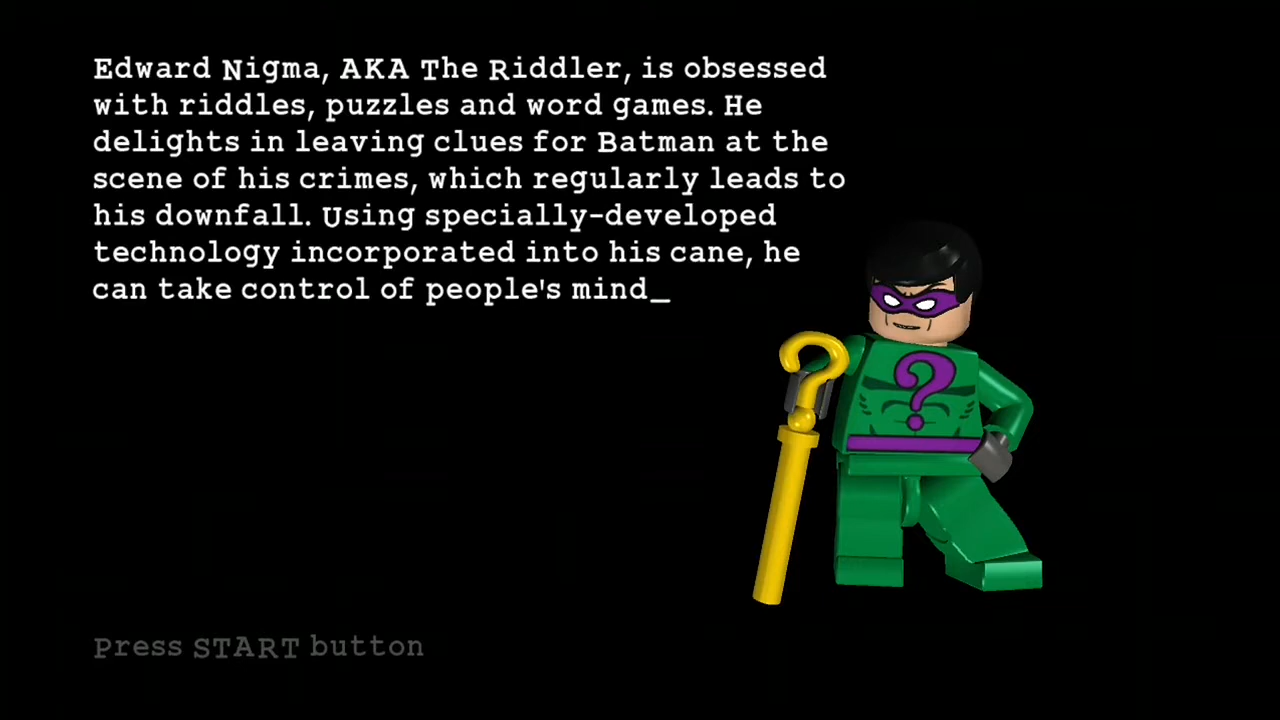 Edward Nigma, AKA The Riddler, is obsessed
with riddles, puzzles and word games. He
delights in leaving clues for Batman at the
scene of his crimes, which regularly leads to
his downfall. Using specially-developed
technology incorporated into his cane, he
can take control of people's mind_
?
Press START button